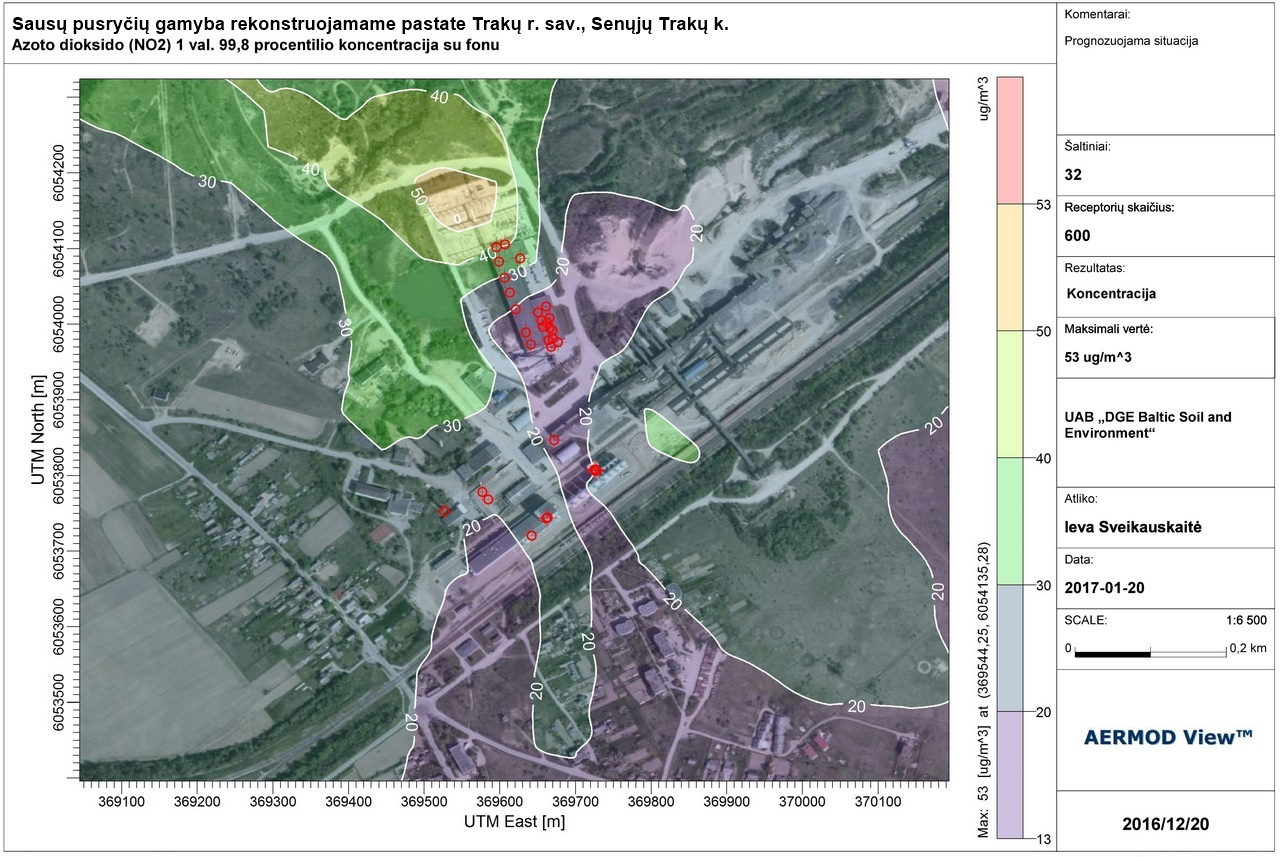 Sausų pusryčių gamyba rekonstruojamame pastate Trakų r. sav., Senųjų Trakų k.
Azoto dioksido (NO2) 1 val. 99,8 procentilio koncentracija su fonu
Komentarai:
Prognozuojama situacija
Šaltiniai:
32
Receptorių skaičius:
600
Rezultatas:
Koncentracija
Maksimali vertė:
53 ug/m^3
UAB „DGE Baltic Soil and
Environment“
Atliko:
Ieva Sveikauskaitė
Data:
2017-01-20
SCALE:
1:6 500
0
0,2 km
AERMOD View™
2016/12/20
ug/m^3
53
50
40
30
20
13
Max: 53 [ug/m^3] at (369544,25, 6054135,28)
UTM North [m]
6054200
6054100
6054000
6053900
6053800
6053700
6053600
6053500
369100
369200
369300
369400
369500
369600
369700
369800
369900
370000
370100
UTM East [m]
40
40
30
50
20
40
30
20
30
20
30
20
20
20
20
20
20
20
20
20